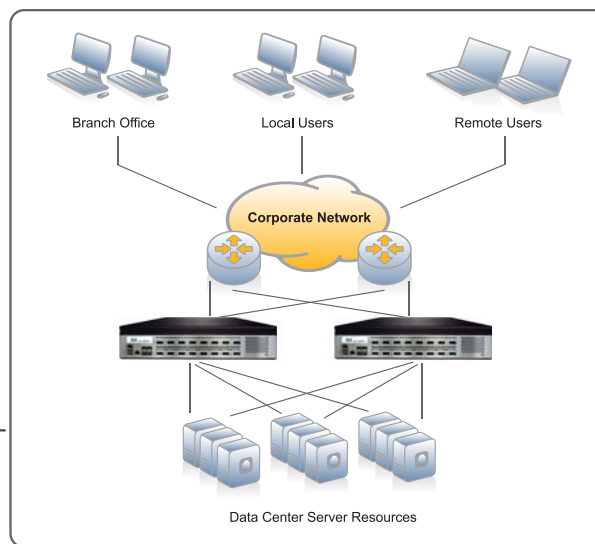 Branch Office
Local Users
Remote Users
Corporate Network
Data Center Server Resources